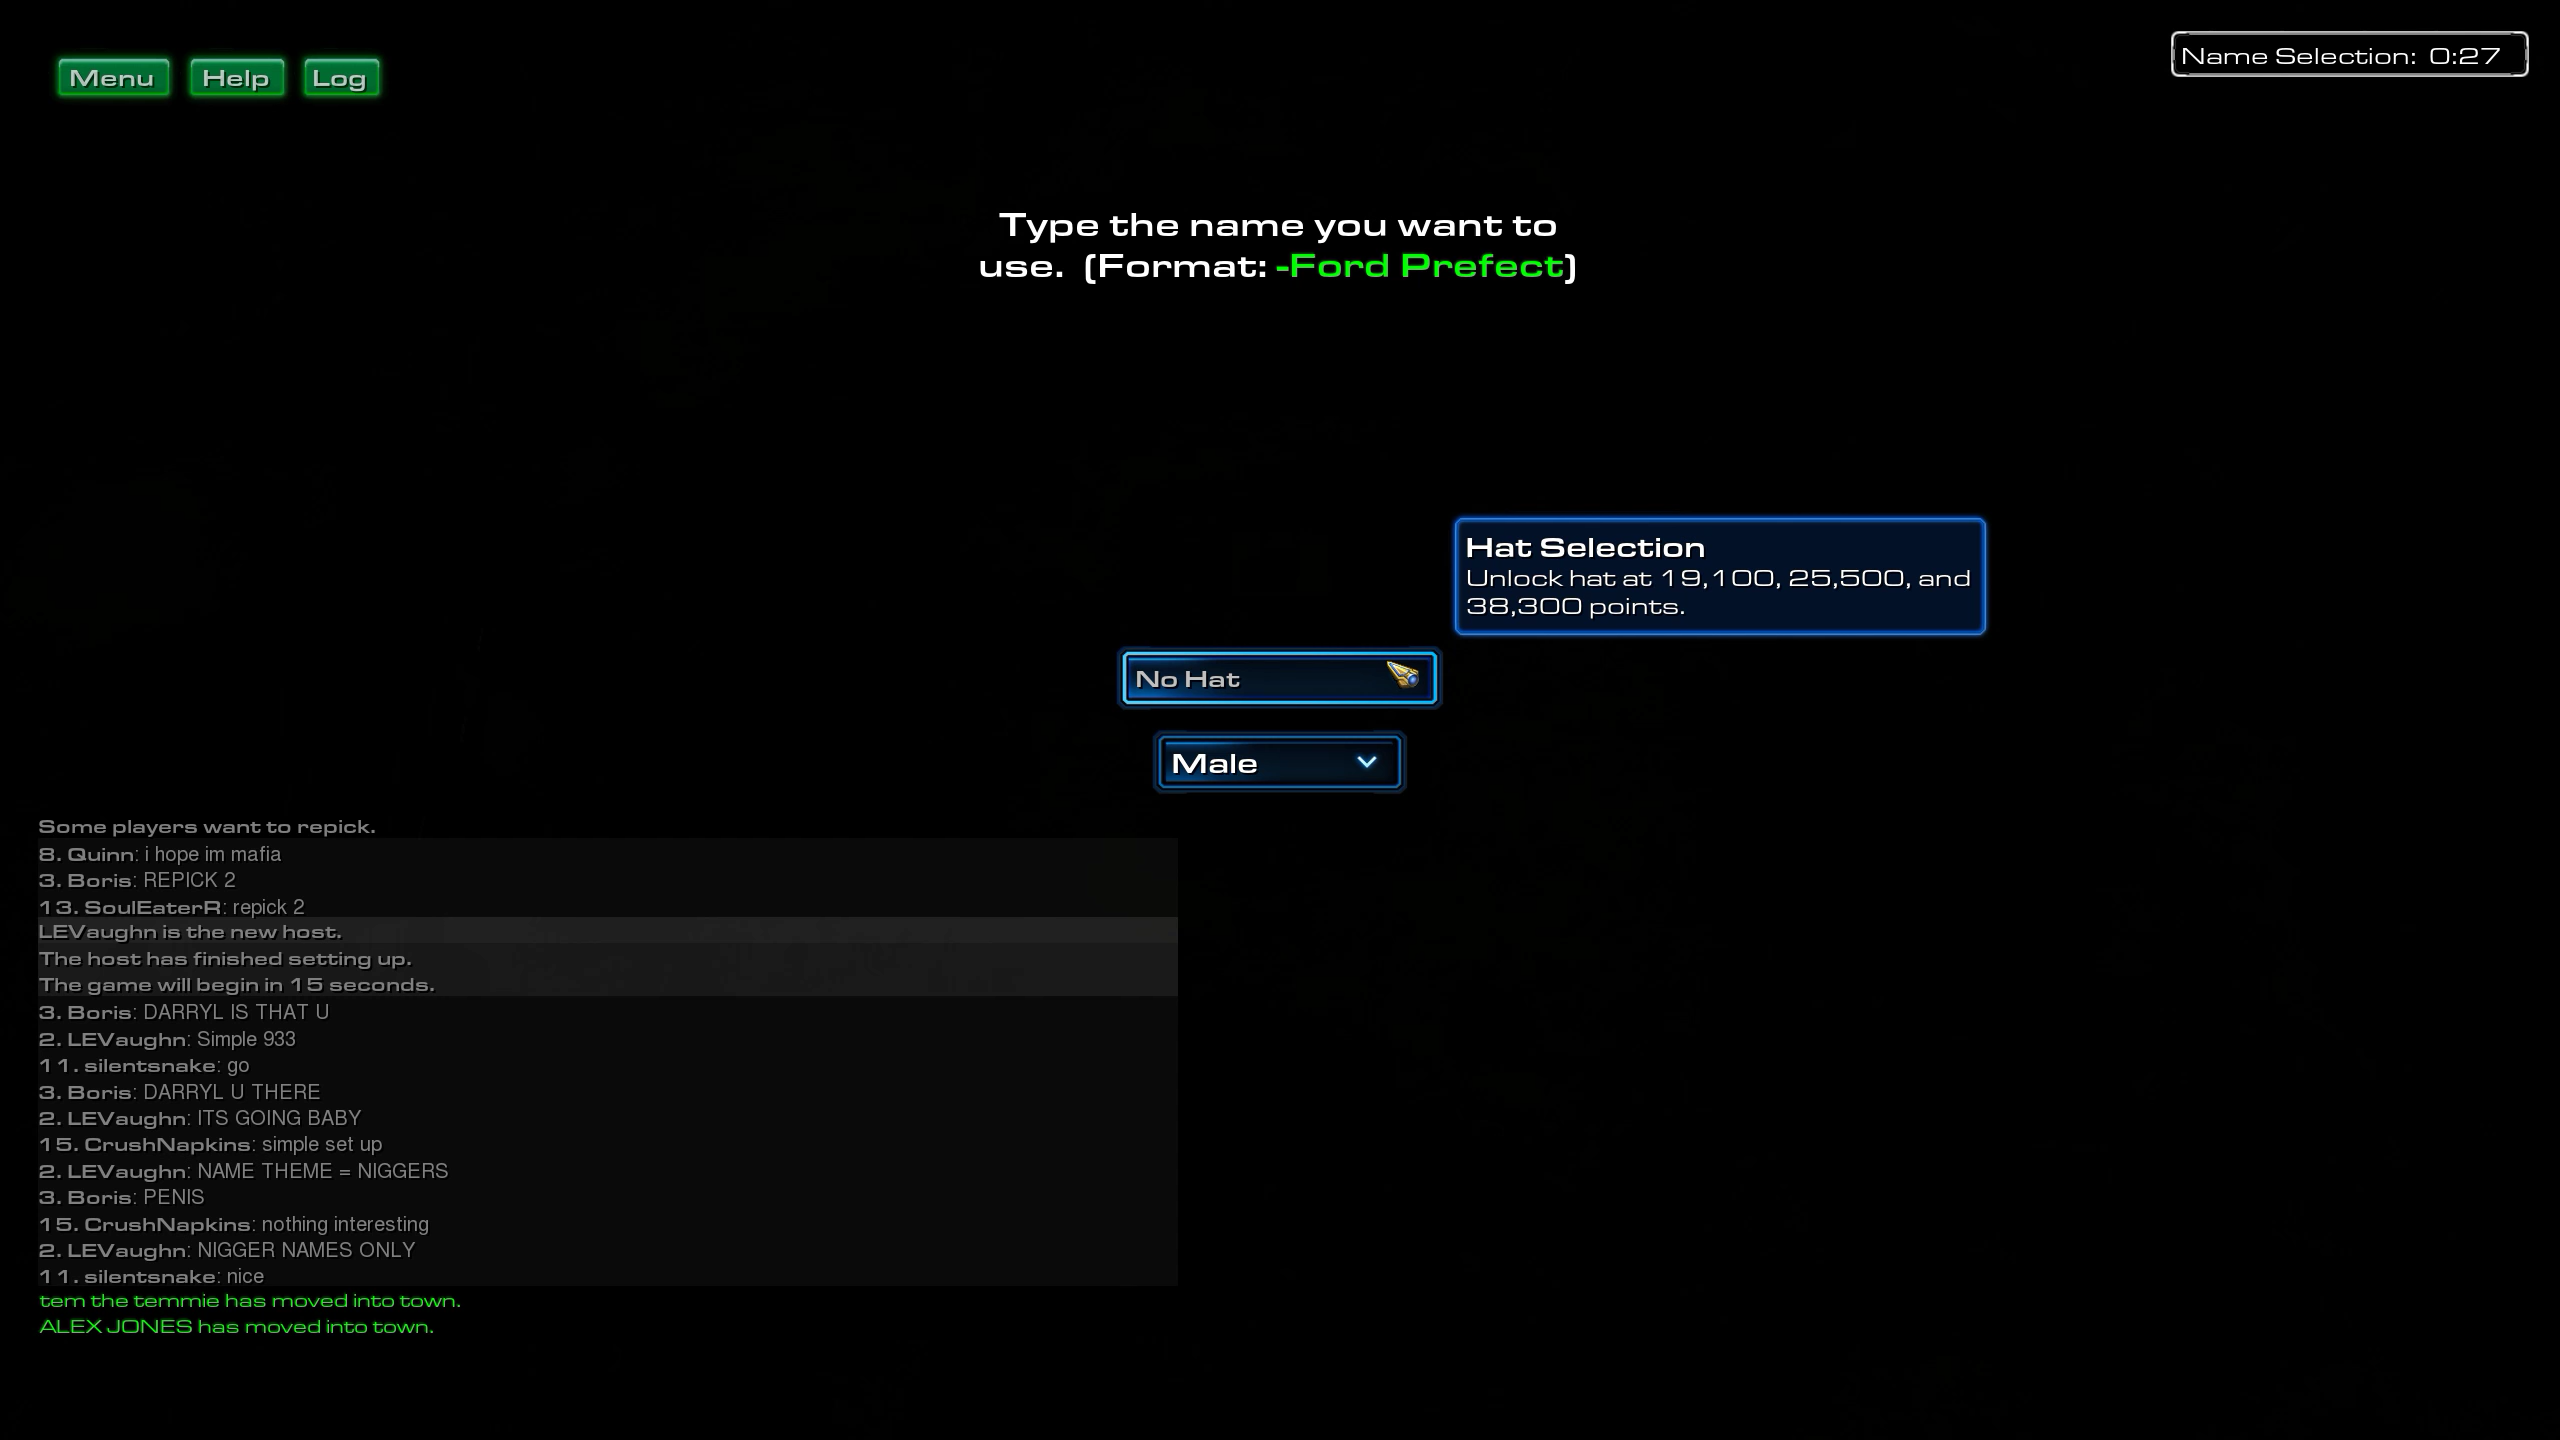 Menu Help Log
Name Selection: 0:27
Type the name you want to
use. (Format: -Ford Prefect)
Hat Selection
Unlock hat at 19,100, 25,500, and
38,300 points.
No Hat
Male
Some players want to repick.
8. Quinn: i hope im mafia
3. Boris: REPICK 2
13. SoulEaterR: repick 2
LEVaughn is the new host.
The host has finished setting up.
The game will begin in 15 seconds.
3. Boris: DARRYL IS THAT U
2. LEVaughn: Simple 933
11. silentsnake: go
3. Boris: DARRYL U THERE
2. LEVaughn: ITS GOING BABY
15. CrushNapkins: simple set up
2. LEVaughn: NAME THEME = NIGGERS
3. Boris: PENIS
15. CrushNapkins: nothing interesting
2. LEVaughn: NIGGER NAMES ONLY
11. silentsnake: nice
tem the temmie has moved into town.
ALEX JONES has moved into town.